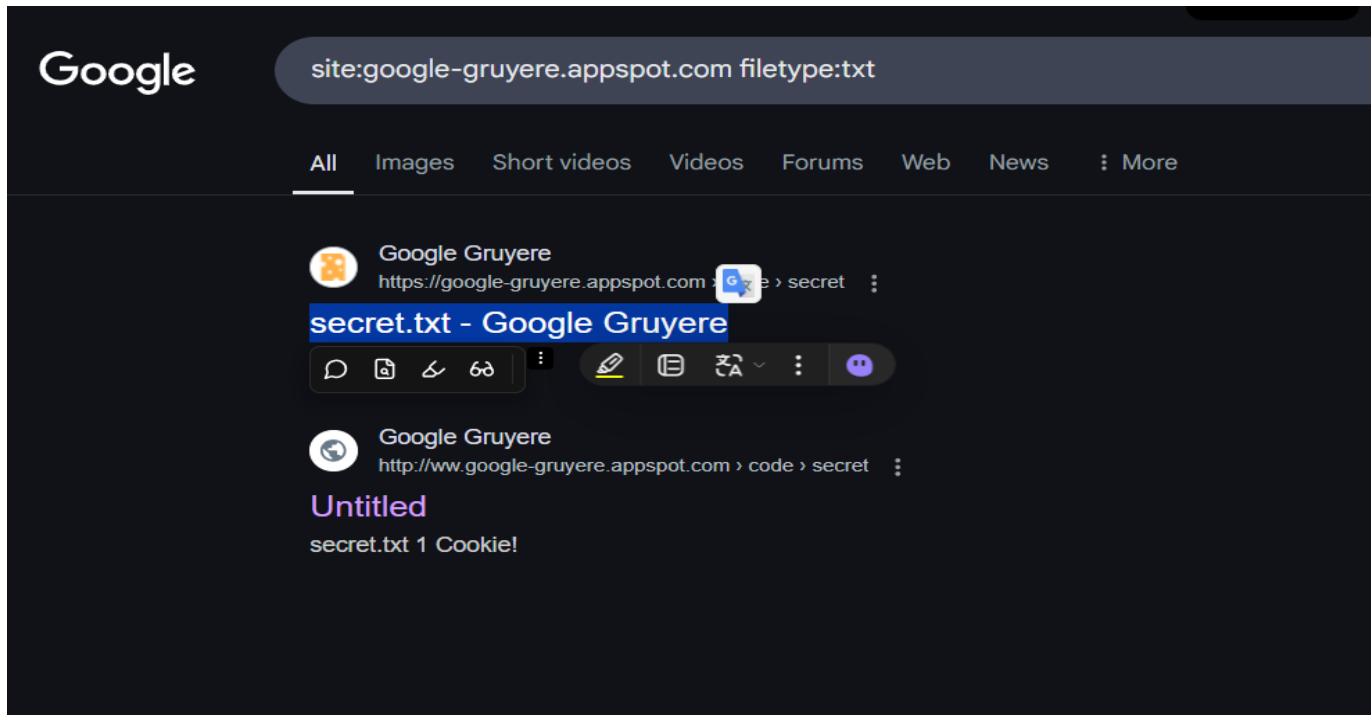 Google
site:google-gruyere.appspot.com filetype:txt
All Images Short videos Videos Forums Web News More
Google Gruyere
https://google-gruyere.appspot.com › secret
secret.txt - Google Gruyere
Google Gruyere
http://ww.google-gruyere.appspot.com › code › secret
Untitled
secret.txt 1 Cookie!